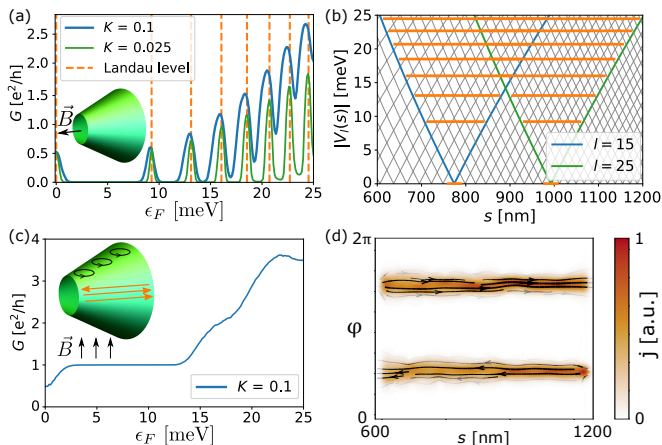 (a)
K = 0.1
K = 0.025
Landau level
B
G [e²/h]
2.5
2.0
1.5
1.0
0.5
0.0
0 5 10 15 20 25
ϵF [meV]
(b)
|Vl(s)| [meV]
25
20
15
10
5
0
l = 15
l = 25
600 700 800 900 1000 1100 1200
s [nm]
(c)
G [e²/h]
4
3
2
1
0
B
K = 0.1
0 5 10 15 20 25
ϵF [meV]
(d)
2π
φ
0
600 1200
s [nm]
1
0
j [a.u.]